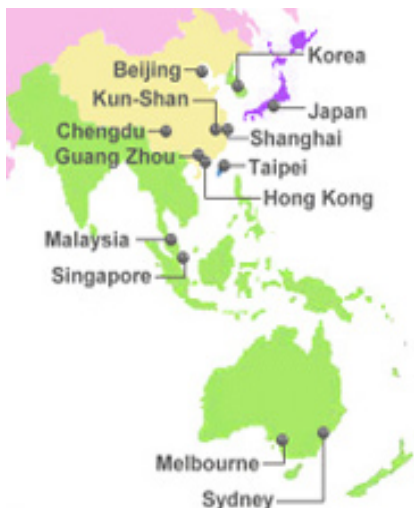 Korea
Beijing
Kun-Shan
Japan
Chengdu
Shanghai
Guang Zhou
Taipei
Hong Kong
Malaysia
Singapore
Melbourne
Sydney